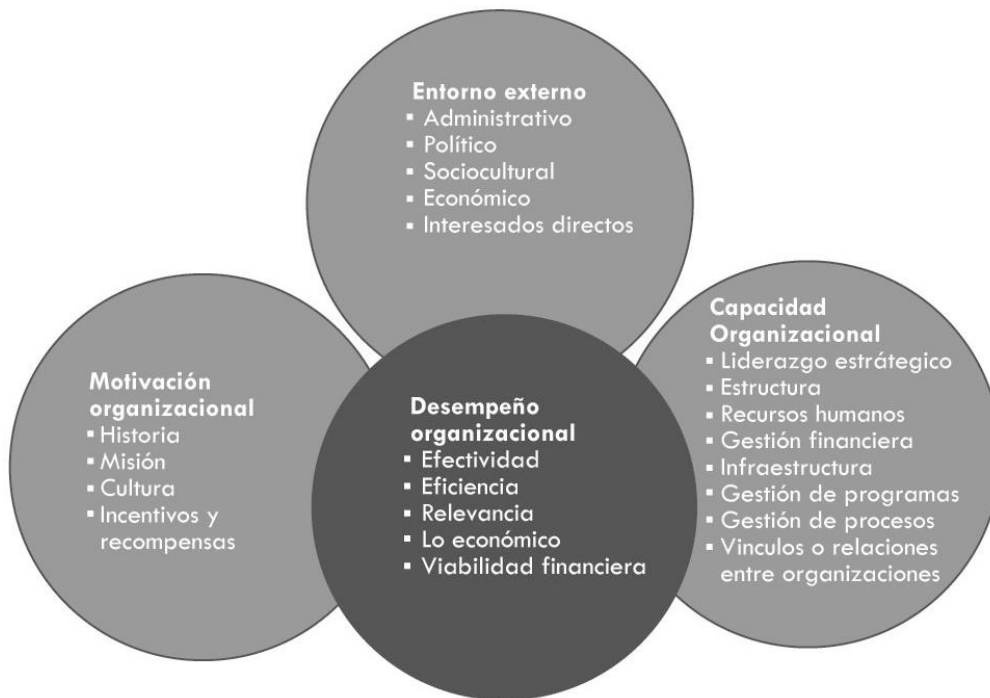 Entorno externo
▪ Administrativo
▪ Político
▪ Sociocultural
▪ Económico
▪ Interesados directos
Motivación
organizacional
▪ Historia
▪ Misión
▪ Cultura
▪ Incentivos y
recompensas
Desempeño
organizacional
▪ Efectividad
▪ Eficiencia
▪ Relevancia
▪ Lo económico
▪ Viabilidad financiera
Capacidad
Organizacional
▪ Liderazgo estrátegico
▪ Estructura
▪ Recursos humanos
▪ Gestión financiera
▪ Infraestructura
▪ Gestión de programas
▪ Gestión de procesos
▪ Vinculos o relaciones
entre organizaciones